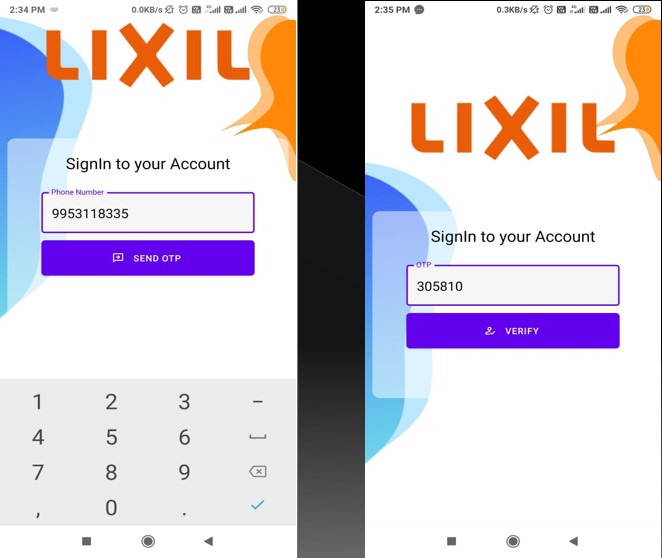 2:34 PM
0.0KB/s
4G
23
LIXIL
SignIn to your Account
Phone Number
9953118335
SEND OTP
1 2 3 –
4 5 6
7 8 9
, 0 .
2:35 PM
0.3KB/s
4G
23
LIXIL
SignIn to your Account
OTP
305810
VERIFY